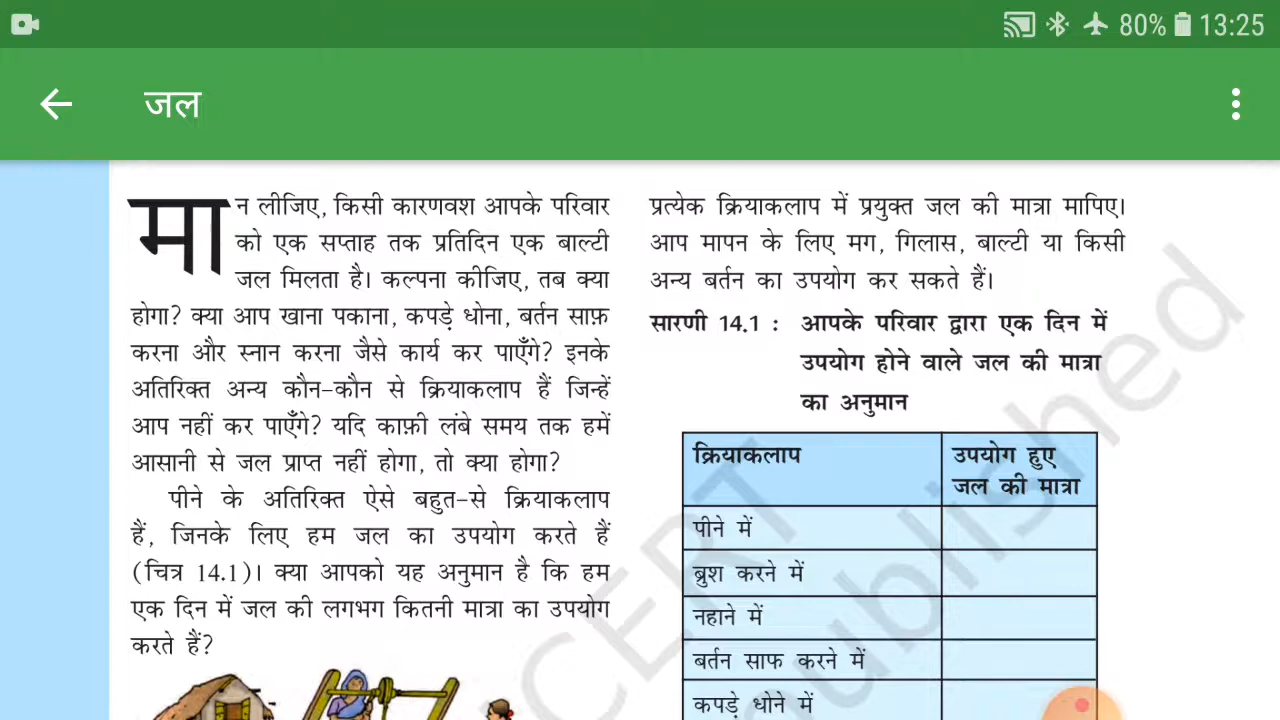 80% 13:25
जल
मान लीजिए, किसी कारणवश आपके परिवार
को एक सप्ताह तक प्रतिदिन एक बाल्टी
जल मिलता है। कल्पना कीजिए, तब क्या
होगा? क्या आप खाना पकाना, कपड़े धोना, बर्तन साफ़
करना और स्नान करना जैसे कार्य कर पाएँगे? इनके
अतिरिक्त अन्य कौन-कौन से क्रियाकलाप हैं जिन्हें
आप नहीं कर पाएँगे? यदि काफ़ी लंबे समय तक हमें
आसानी से जल प्राप्त नहीं होगा, तो क्या होगा?
पीने के अतिरिक्त ऐसे बहुत-से क्रियाकलाप
हैं, जिनके लिए हम जल का उपयोग करते हैं
(चित्र 14.1)। क्या आपको यह अनुमान है कि हम
एक दिन में जल की लगभग कितनी मात्रा का उपयोग
करते हैं?
प्रत्येक क्रियाकलाप में प्रयुक्त जल की मात्रा मापिए।
आप मापन के लिए मग, गिलास, बाल्टी या किसी
अन्य बर्तन का उपयोग कर सकते हैं।
सारणी 14.1 : आपके परिवार द्वारा एक दिन में
उपयोग होने वाले जल की मात्रा
का अनुमान
क्रियाकलाप उपयोग हुए
जल की मात्रा
पीने में
ब्रुश करने में
नहाने में
बर्तन साफ करने में
कपड़े धोने में
CERT
published